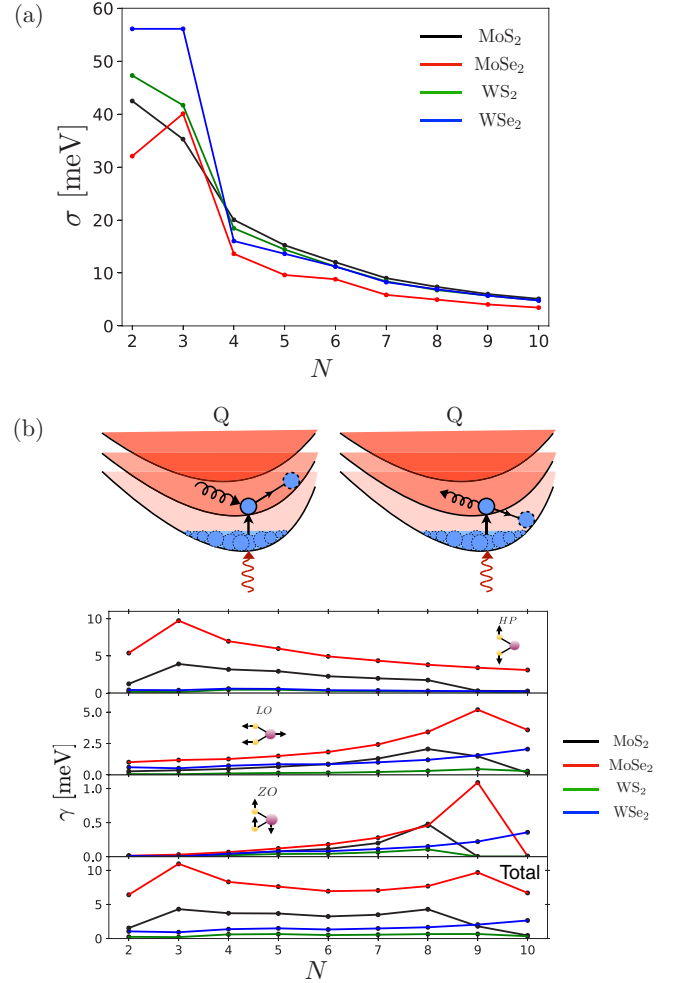 (a)
60
50
40
30
20
10
0
σ [meV]
MoS₂
MoSe₂
WS₂
WSe₂
2 3 4 5 6 7 8 9 10
N
(b)
Q Q
10
5
0
HP
5.0
2.5
0.0
LO
1.0
0.5
0.0
ZO
10
5
0
Total
γ [meV]
MoS₂
MoSe₂
WS₂
WSe₂
2 3 4 5 6 7 8 9 10
N